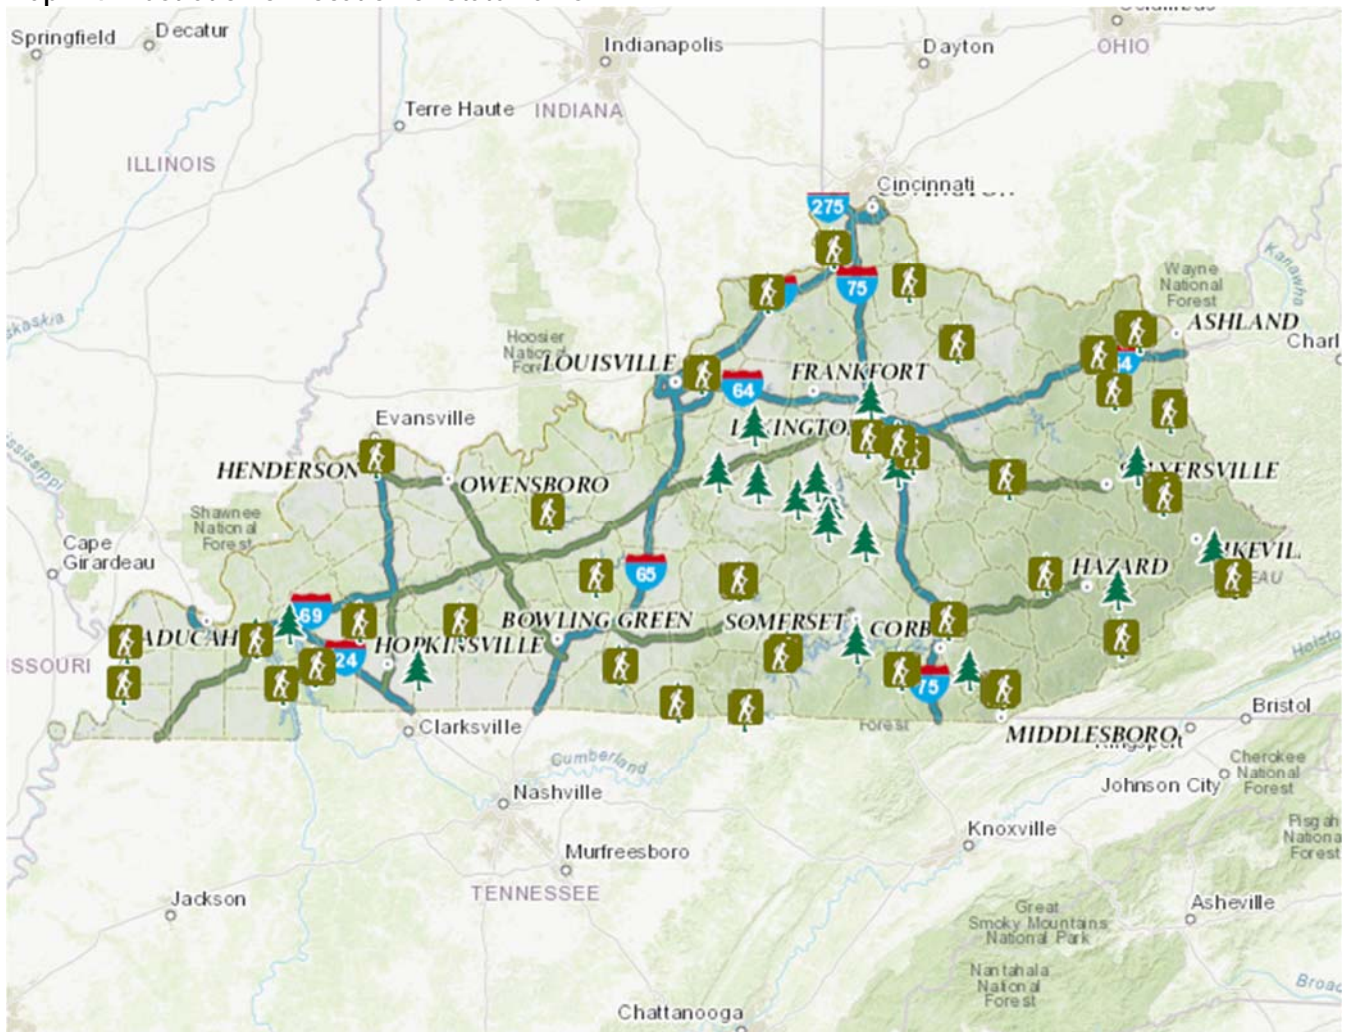 Springfield
Decatur
Indianapolis
Dayton
OHIO
Terre Haute
INDIANA
ILLINOIS
Cincinnati
275
Wayne
National
Forest
Kanawha
75
Hoosier
ASHLAND
LOUISVILLE
FRANKFORT
64
Evansville
HENDERSON
OWENSBORO
Shawnee
National
Forest
Cape
Girardeau
HAZARD
65
69
BOWLING GREEN
SOMERSET
HOPKINSVILLE
24
75
Clarksville
Forest
Bristol
MIDDLESBORO
Cumberland
Cherokee
National
Forest
Johnson City
Nashville
Knoxville
Murfreesboro
TENNESSEE
Jackson
Asheville
Great
Smoky Mountains
National Park
Nantahala
National
Forest
Chattanooga